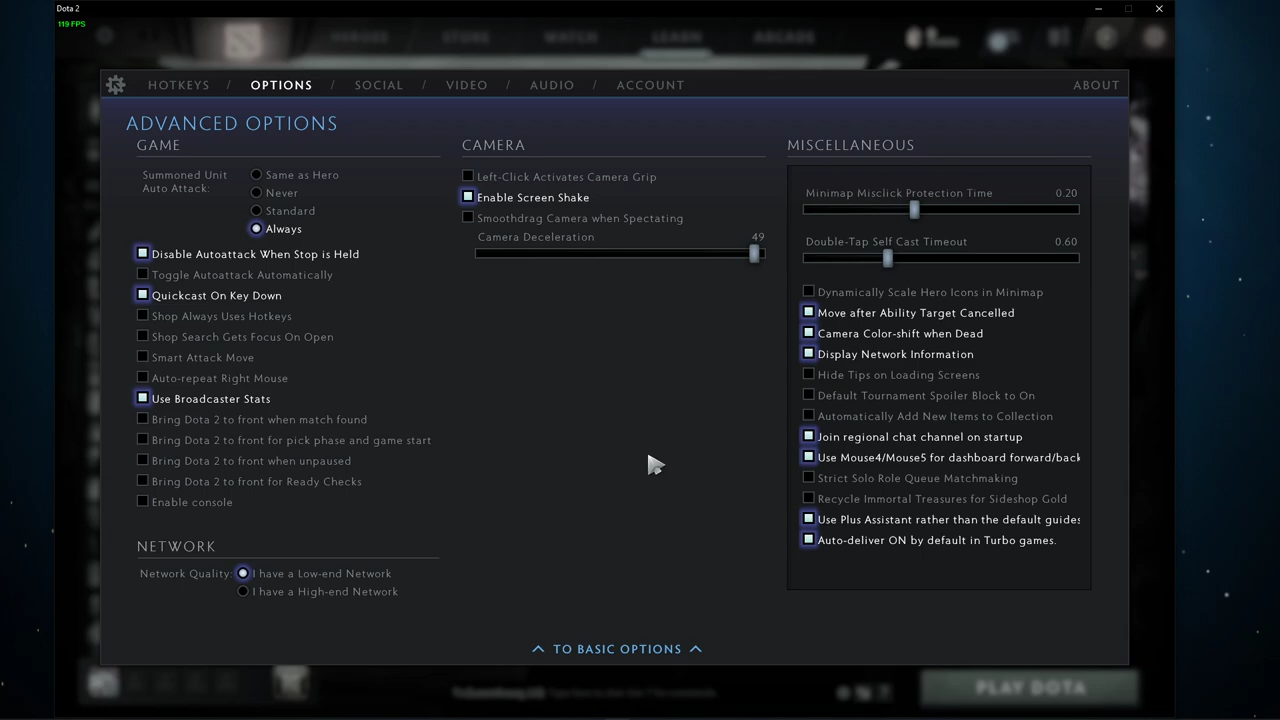 Dota 2
119 FPS
HEROES
STORE
WATCH
LEARN
ARCADE
HOTKEYS / OPTIONS / SOCIAL / VIDEO / AUDIO / ACCOUNT
ABOUT
ADVANCED OPTIONS
GAME
Summoned Unit
Auto Attack:
Same as Hero
Never
Standard
Always
Disable Autoattack When Stop is Held
Toggle Autoattack Automatically
Quickcast On Key Down
Shop Always Uses Hotkeys
Shop Search Gets Focus On Open
Smart Attack Move
Auto-repeat Right Mouse
Use Broadcaster Stats
Bring Dota 2 to front when match found
Bring Dota 2 to front for pick phase and game start
Bring Dota 2 to front when unpaused
Bring Dota 2 to front for Ready Checks
Enable console
NETWORK
Network Quality:
I have a Low-end Network
I have a High-end Network
CAMERA
Left-Click Activates Camera Grip
Enable Screen Shake
Smoothdrag Camera when Spectating
Camera Deceleration 49
MISCELLANEOUS
Minimap Misclick Protection Time 0.20
Double-Tap Self Cast Timeout 0.60
Dynamically Scale Hero Icons in Minimap
Move after Ability Target Cancelled
Camera Color-shift when Dead
Display Network Information
Hide Tips on Loading Screens
Default Tournament Spoiler Block to On
Automatically Add New Items to Collection
Join regional chat channel on startup
Use Mouse4/Mouse5 for dashboard forward/back
Strict Solo Role Queue Matchmaking
Recycle Immortal Treasures for Sideshop Gold
Use Plus Assistant rather than the default guides
Auto-deliver ON by default in Turbo games.
TO BASIC OPTIONS
PLAY DOTA